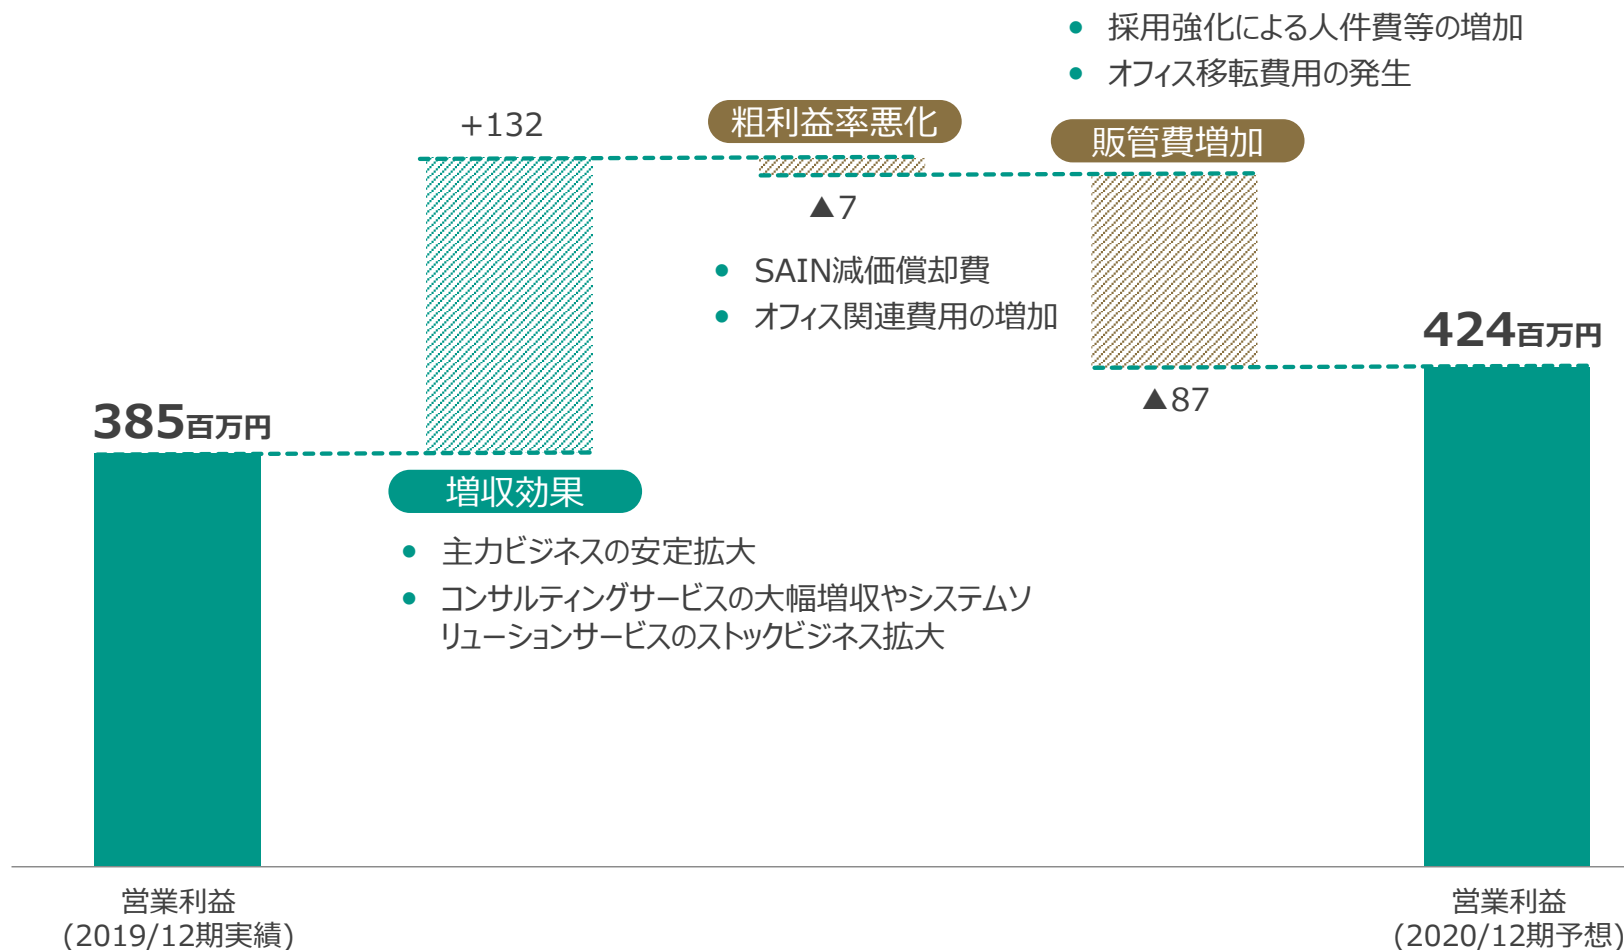 385百万円
営業利益
(2019/12期実績)
+132
増収効果
● 主力ビジネスの安定拡大
● コンサルティングサービスの大幅増収やシステムソ
リューションサービスのストックビジネス拡大
粗利益率悪化
▲7
● SAIN減価償却費
● オフィス関連費用の増加
● 採用強化による人件費等の増加
● オフィス移転費用の発生
販管費増加
▲87
424百万円
営業利益
(2020/12期予想)